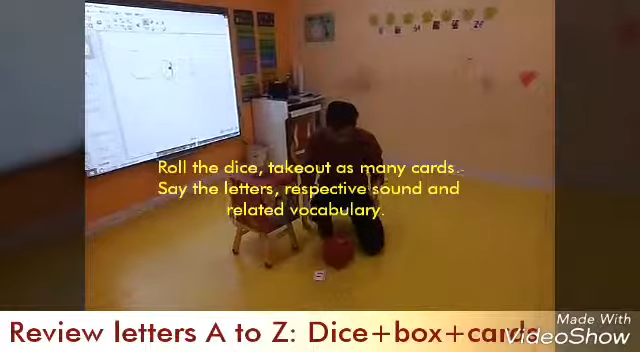 Roll the dice, takeout as many cards.
Say the letters, respective sound and
related vocabulary.
Review letters A to Z: Dice+box+cards
Made With
VideoShow